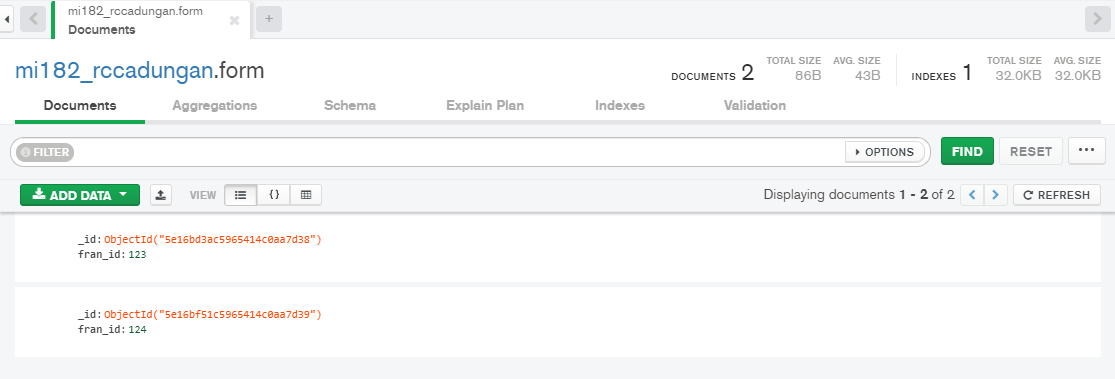 mi182_rccadungan.form
Documents
mi182_rccadungan.form
DOCUMENTS 2 TOTAL SIZE 86B AVG. SIZE 43B INDEXES 1 TOTAL SIZE 32.0KB AVG. SIZE 32.0KB
Documents Aggregations Schema Explain Plan Indexes Validation
FILTER OPTIONS FIND RESET ...
ADD DATA VIEW {} Displaying documents 1 - 2 of 2 < > REFRESH
_id: ObjectId("5e16bd3ac5965414c0aa7d38")
fran_id: 123
_id: ObjectId("5e16bf51c5965414c0aa7d39")
fran_id: 124